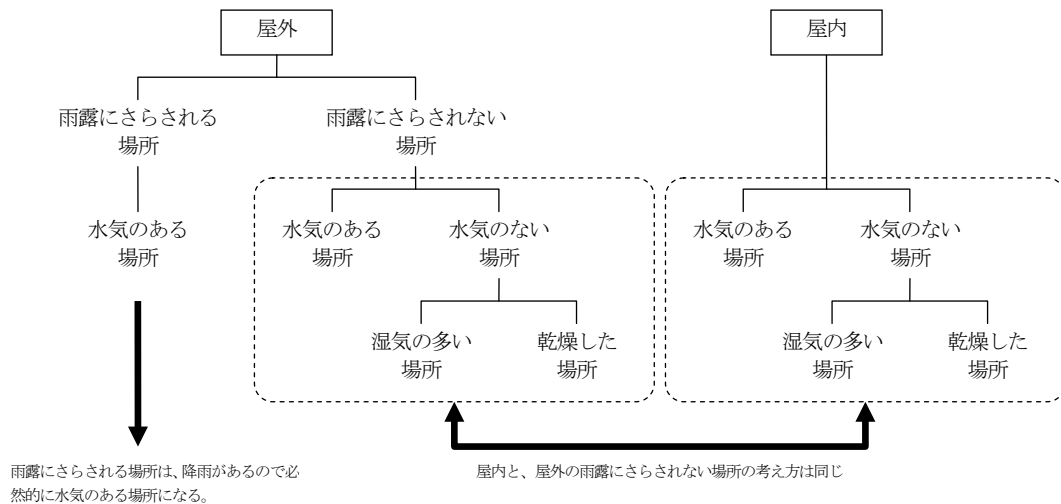 屋外
屋内
雨露にさらされる
場所
雨露にさらされない
場所
水気のある
場所
水気のある
場所
水気のない
場所
水気のある
場所
水気のない
場所
湿気の多い
場所
乾燥した
場所
湿気の多い
場所
乾燥した
場所
雨露にさらされる場所は、降雨があるので必
然的に水気のある場所になる。
屋内と、屋外の雨露にさらされない場所の考え方は同じ